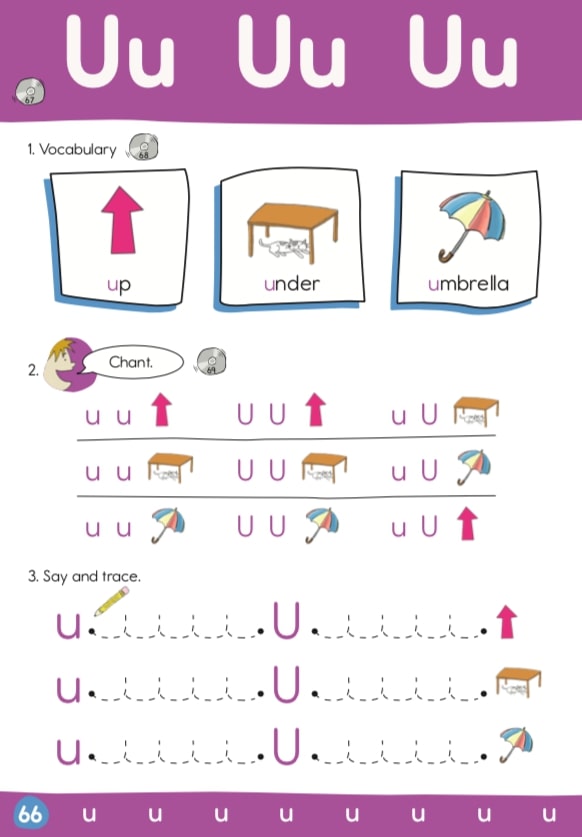 Uu Uu Uu
67
1. Vocabulary 68
up under umbrella
2. Chant. 69
u u U U u U
u u U U u U
u u U U u U
3. Say and trace.
u U
u U
u U
66 u u u u u u u u